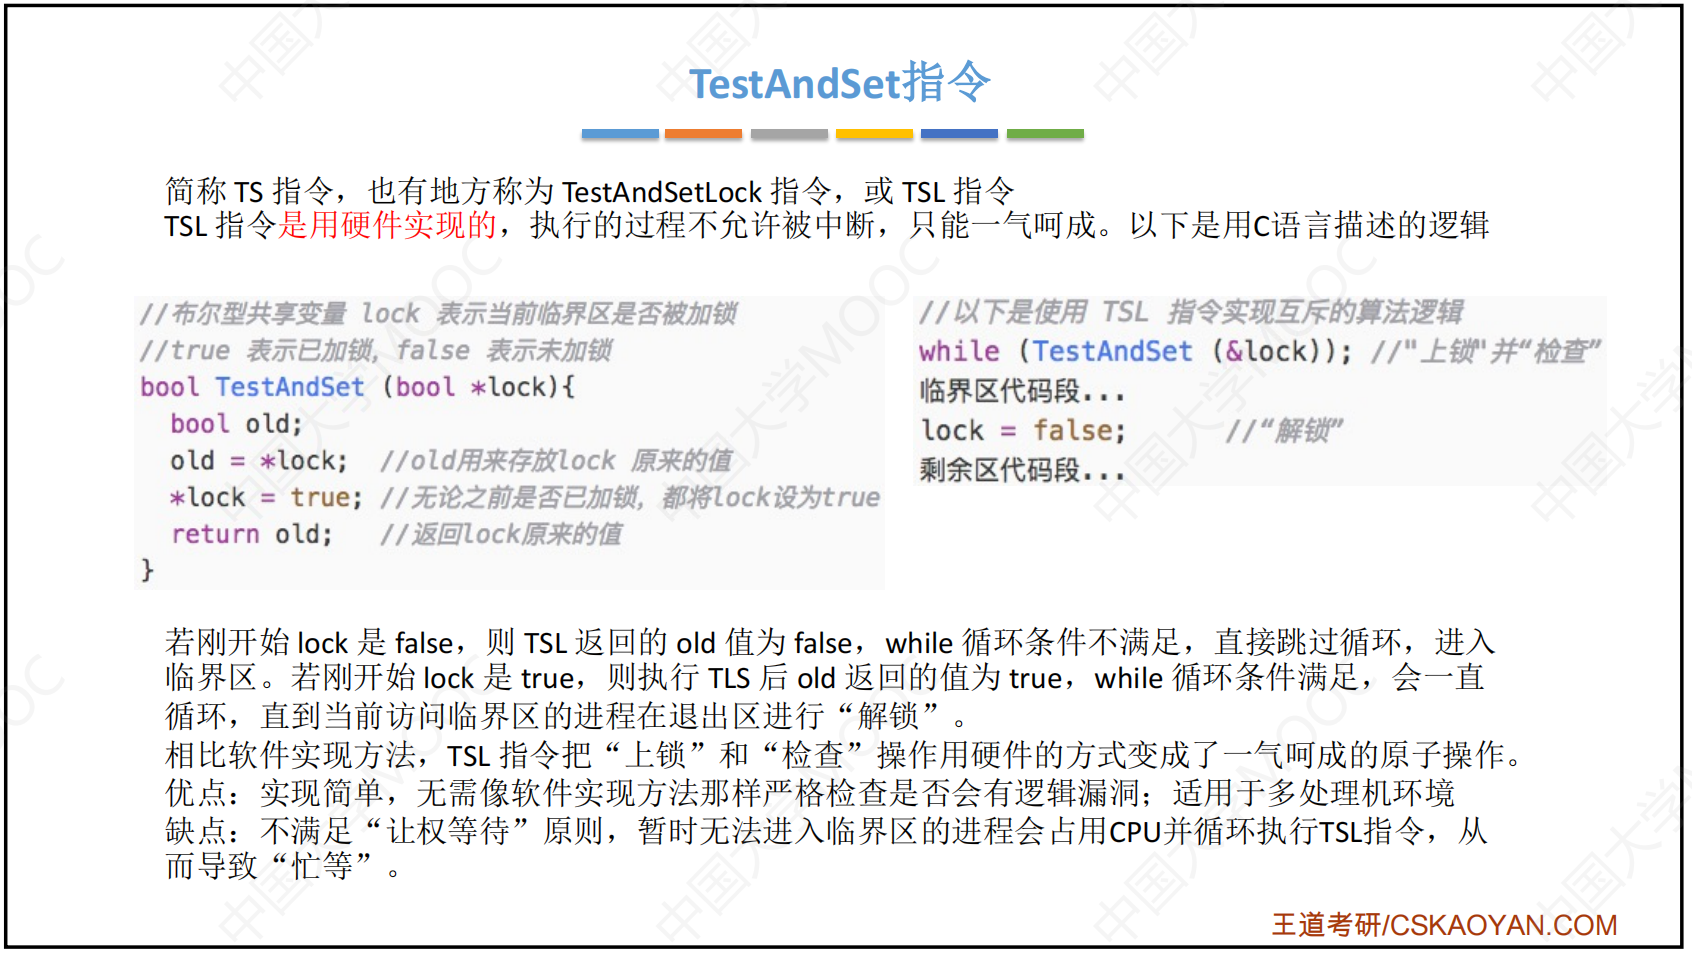 TestAndSet指令
简称 TS 指令，也有地方称为 TestAndSetLock 指令，或 TSL 指令
TSL 指令是用硬件实现的，执行的过程不允许被中断，只能一气呵成。以下是用C语言描述的逻辑
//布尔型共享变量 lock 表示当前临界区是否被加锁
//true 表示已加锁，false 表示未加锁
bool TestAndSet (bool *lock){
bool old;
old = *lock; //old用来存放lock 原来的值
*lock = true; //无论之前是否已加锁，都将lock设为true
return old; //返回lock原来的值
}
//以下是使用 TSL 指令实现互斥的算法逻辑
while (TestAndSet (&lock)); //"上锁"并“检查”
临界区代码段...
lock = false; //“解锁”
剩余区代码段...
若刚开始 lock 是 false，则 TSL 返回的 old 值为 false，while 循环条件不满足，直接跳过循环，进入
临界区。若刚开始 lock 是 true，则执行 TLS 后 old 返回的值为 true，while 循环条件满足，会一直
循环，直到当前访问临界区的进程在退出区进行“解锁”。
相比软件实现方法，TSL 指令把“上锁”和“检查”操作用硬件的方式变成了一气呵成的原子操作。
优点：实现简单，无需像软件实现方法那样严格检查是否会有逻辑漏洞；适用于多处理机环境
缺点：不满足“让权等待”原则，暂时无法进入临界区的进程会占用CPU并循环执行TSL指令，从
而导致“忙等”。
王道考研/CSKAOYAN.COM
中国大学MOOC